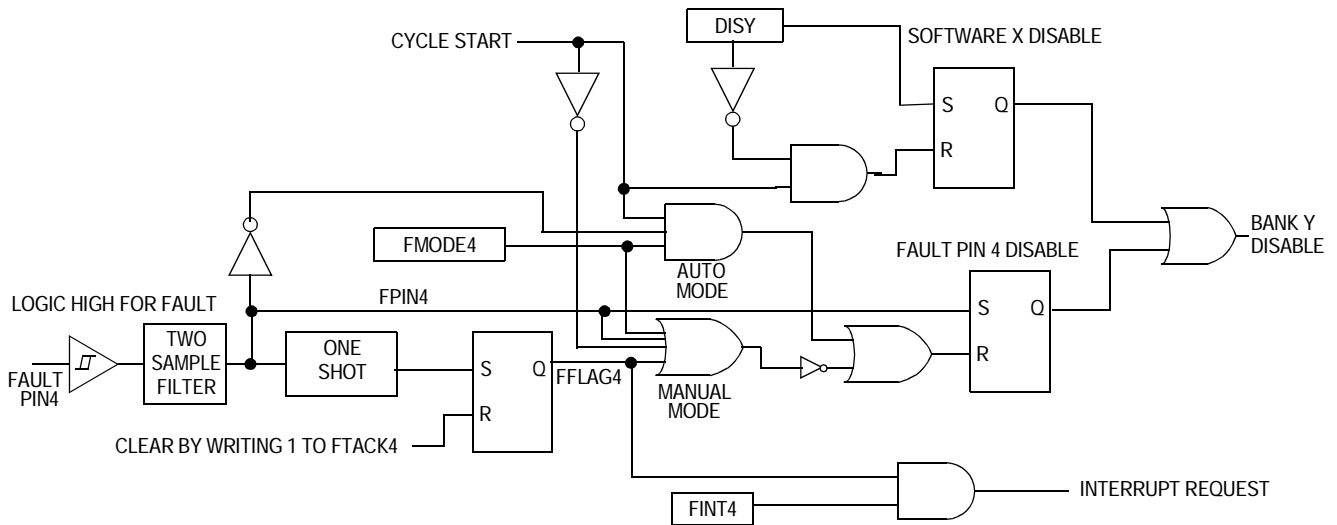 DISY
CYCLE START
SOFTWARE X DISABLE
S Q
R
FMODE4
AUTO
MODE
FAULT PIN 4 DISABLE
BANK Y
DISABLE
LOGIC HIGH FOR FAULT
FPIN4
S Q
R
FAULT
PIN4
TWO
SAMPLE
FILTER
ONE
SHOT
S Q
R
FFLAG4
MANUAL
MODE
CLEAR BY WRITING 1 TO FTACK4
FINT4
INTERRUPT REQUEST